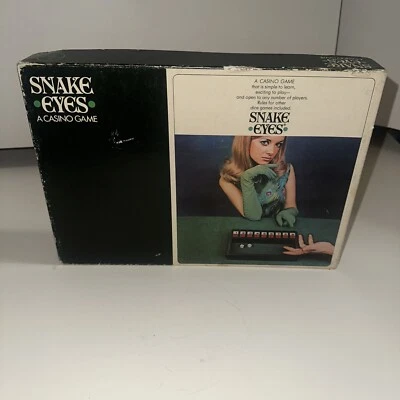 SNAKE
EYES
A CASINO GAME
A CASINO GAME
that is simple to learn,
exciting to play—
and open to any number of players.
Rules for other
dice games included.
SNAKE
EYES